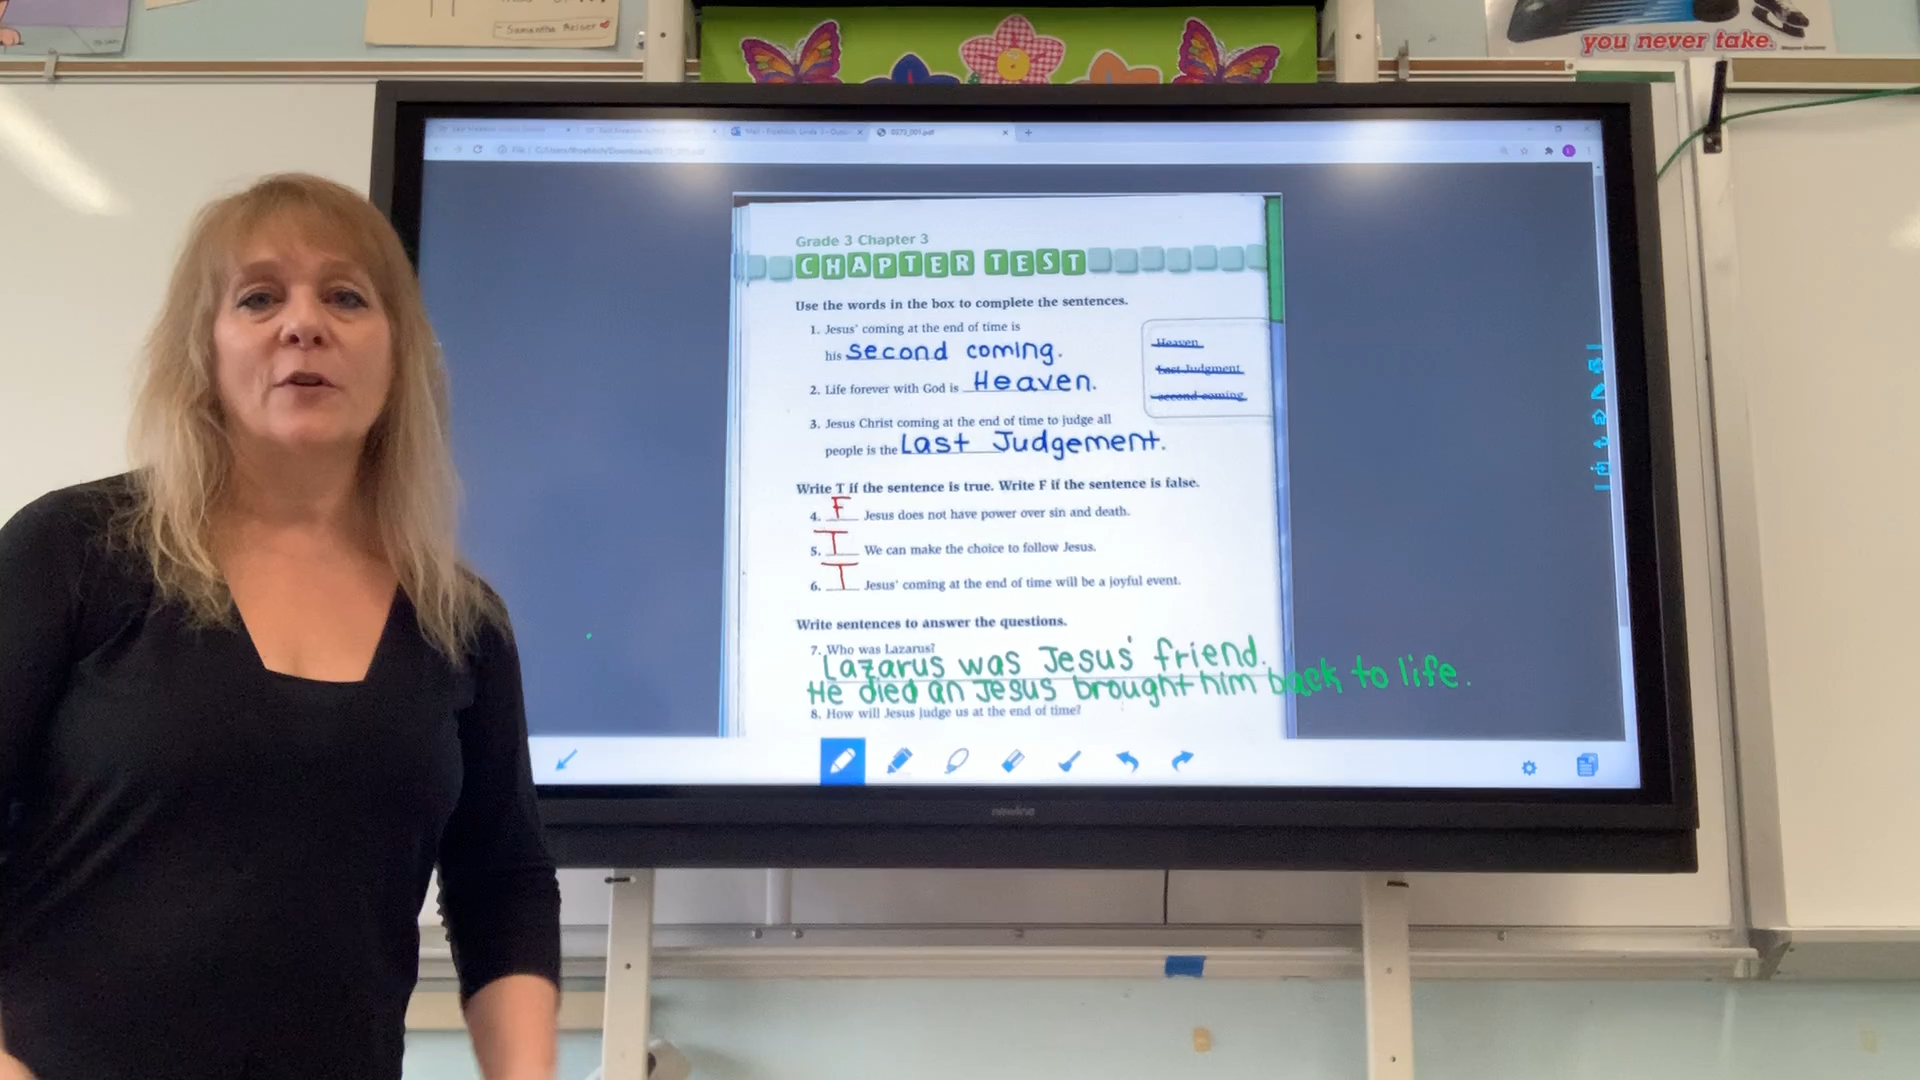 ~ Samantha Reiser
you never take.
0373_001.pdf
File
Grade 3 Chapter 3
CHAPTER TEST
Use the words in the box to complete the sentences.
1. Jesus' coming at the end of time is
his second coming.
2. Life forever with God is Heaven.
3. Jesus Christ coming at the end of time to judge all
people is the Last Judgement.
Heaven
Last Judgment
second coming
Write T if the sentence is true. Write F if the sentence is false.
4. F Jesus does not have power over sin and death.
5. T We can make the choice to follow Jesus.
6. T Jesus' coming at the end of time will be a joyful event.
Write sentences to answer the questions.
7. Who was Lazarus?
Lazarus was Jesus' friend.
He died an Jesus brought him back to life.
8. How will Jesus judge us at the end of time?
newline